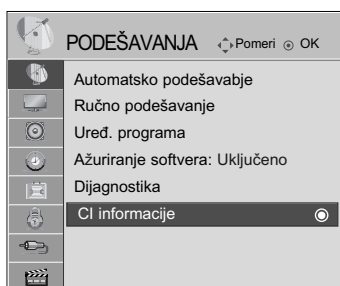 PODEŠAVANJA Pomeri OK
Automatsko podešavabje
Ručno podešavanje
Uređ. programa
Ažuriranje softvera: Uključeno
Dijagnostika
CI informacije